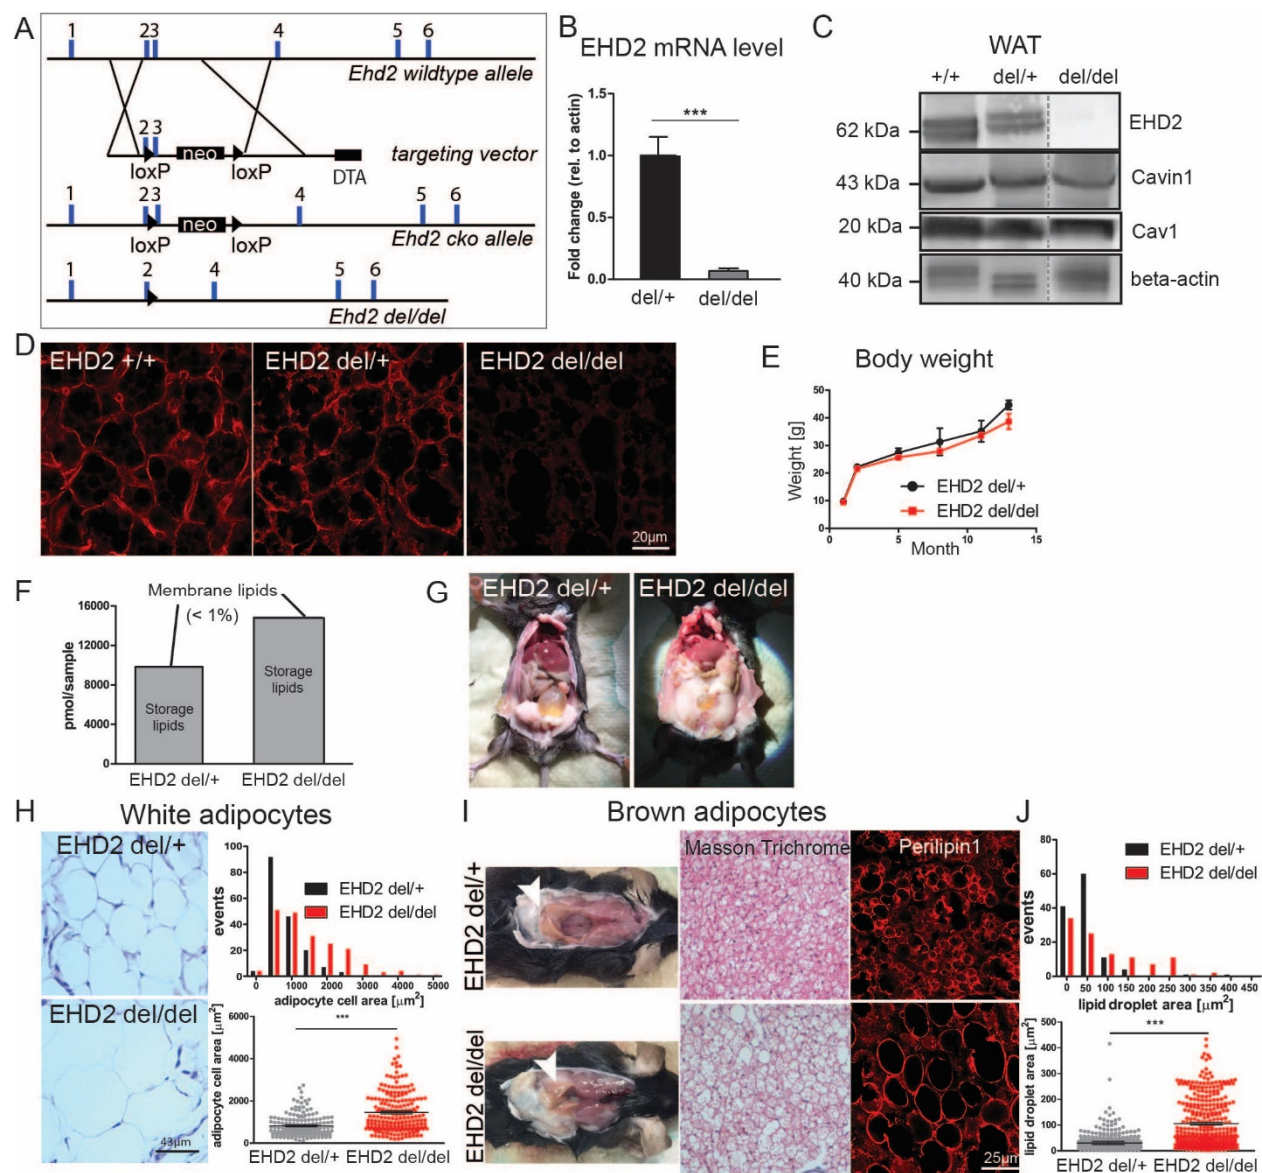 A
1 2 3 4 5 6
Ehd2 wildtype allele
2 3
neo
loxP loxP
targeting vector
DTA
1 2 3 4 5 6
neo
loxP loxP
Ehd2 cko allele
1 2 4 5 6
Ehd2 del/del
B
EHD2 mRNA level
Fold change (rel. to actin)
1.5
1.0
0.5
0.0
***
del/+ del/del
C
WAT
+/+ del/+ del/del
62 kDa EHD2
43 kDa Cavin1
20 kDa Cav1
40 kDa beta-actin
D
EHD2 +/+ EHD2 del/+ EHD2 del/del
20µm
E
Body weight
Weight [g]
50
40
30
20
10
0
EHD2 del/+
EHD2 del/del
5 10 15
Month
F
Membrane lipids
(< 1%)
pmol/sample
16000
12000
8000
4000
0
Storage lipids
Storage lipids
EHD2 del/+ EHD2 del/del
G
EHD2 del/+ EHD2 del/del
H
White adipocytes
EHD2 del/+
EHD2 del/del
43µm
events
100
80
60
40
20
0
EHD2 del/+
EHD2 del/del
0 1000 2000 3000 4000 5000
adipocyte cell area [µm²]
adipocyte cell area [µm²]
6000
4000
2000
0
***
EHD2 del/+ EHD2 del/del
I
Brown adipocytes
EHD2 del/+
EHD2 del/del
Masson Trichrome
Perilipin1
25µm
J
events
80
60
40
20
0
EHD2 del/+
EHD2 del/del
0 50 100 150 200 250 300 350 400 450
lipid droplet area [µm²]
lipid droplet area [µm²]
500
400
300
200
100
0
***
EHD2 del/+ EHD2 del/del